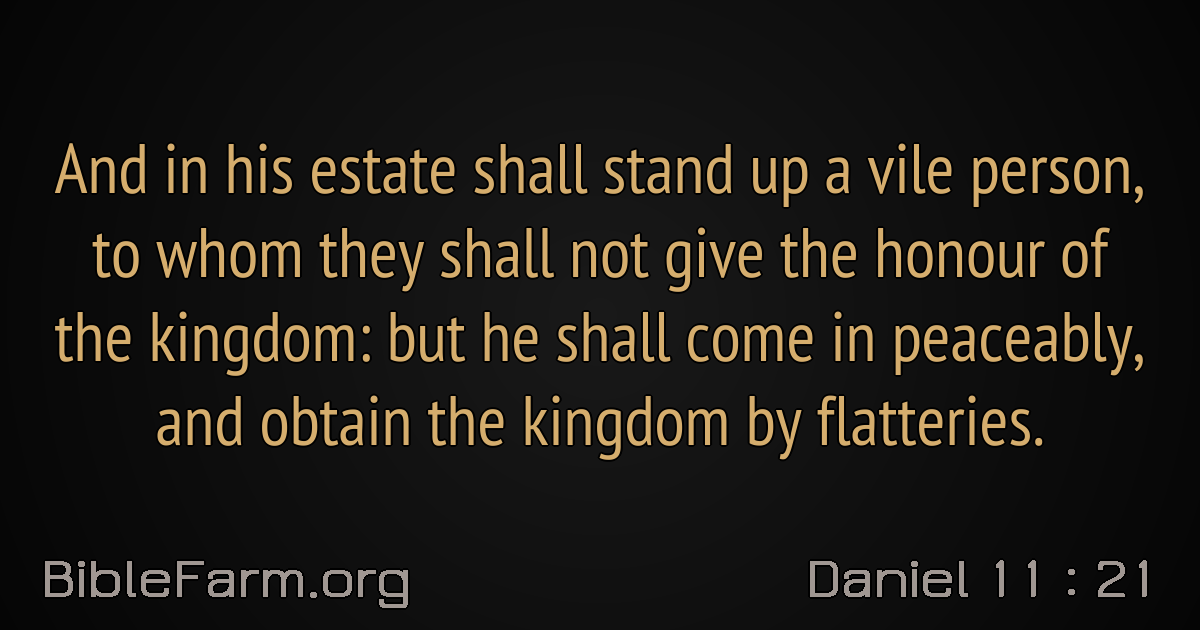 And in his estate shall stand up a vile person,
to whom they shall not give the honour of
the kingdom: but he shall come in peaceably,
and obtain the kingdom by flatteries.
BibleFarm.org
Daniel 11 : 21